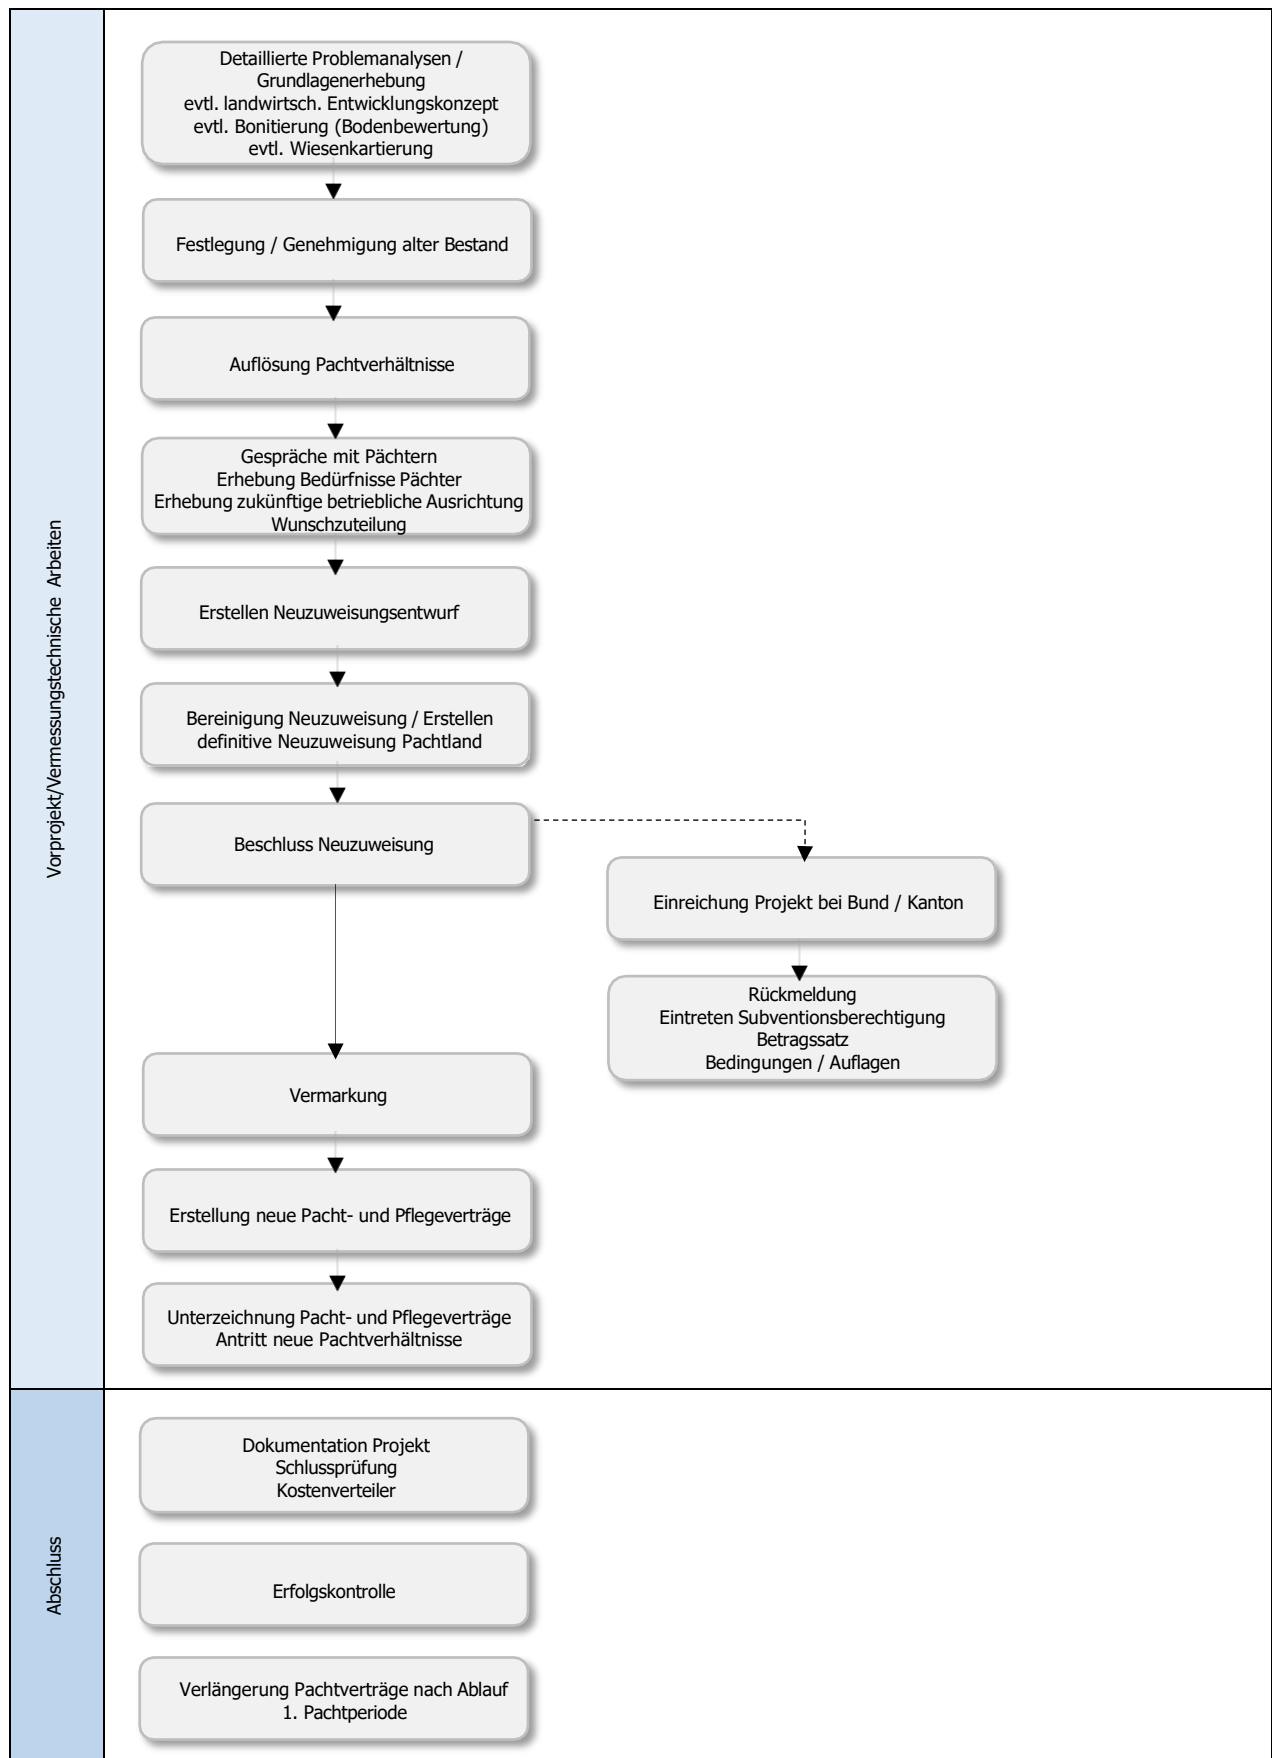 Vorprojekt/Vermessungstechnische Arbeiten
Detaillierte Problemanalysen /
Grundlagenerhebung
evtl. landwirtsch. Entwicklungskonzept
evtl. Bonitierung (Bodenbewertung)
evtl. Wiesenkartierung
Festlegung / Genehmigung alter Bestand
Auflösung Pachtverhältnisse
Gespräche mit Pächtern
Erhebung Bedürfnisse Pächter
Erhebung zukünftige betriebliche Ausrichtung
Wunschzuteilung
Erstellen Neuzuweisungsentwurf
Bereinigung Neuzuweisung / Erstellen
definitive Neuzuweisung Pachtland
Beschluss Neuzuweisung
Einreichung Projekt bei Bund / Kanton
Rückmeldung
Eintreten Subventionsberechtigung
Betragssatz
Bedingungen / Auflagen
Vermarkung
Erstellung neue Pacht- und Pflegeverträge
Unterzeichnung Pacht- und Pflegeverträge
Antritt neue Pachtverhältnisse
Abschluss
Dokumentation Projekt
Schlussprüfung
Kostenverteiler
Erfolgskontrolle
Verlängerung Pachtverträge nach Ablauf
1. Pachtperiode